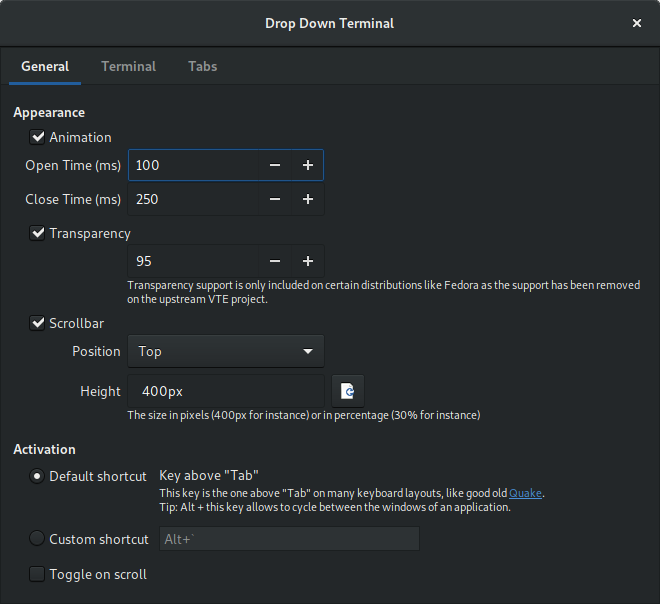 Drop Down Terminal
General Terminal Tabs
Appearance
Animation
Open Time (ms) 100
Close Time (ms) 250
Transparency
95
Transparency support is only included on certain distributions like Fedora as the support has been removed
on the upstream VTE project.
Scrollbar
Position Top
Height 400px
The size in pixels (400px for instance) or in percentage (30% for instance)
Activation
Default shortcut Key above "Tab"
This key is the one above "Tab" on many keyboard layouts, like good old Quake.
Tip: Alt + this key allows to cycle between the windows of an application.
Custom shortcut Alt+`
Toggle on scroll